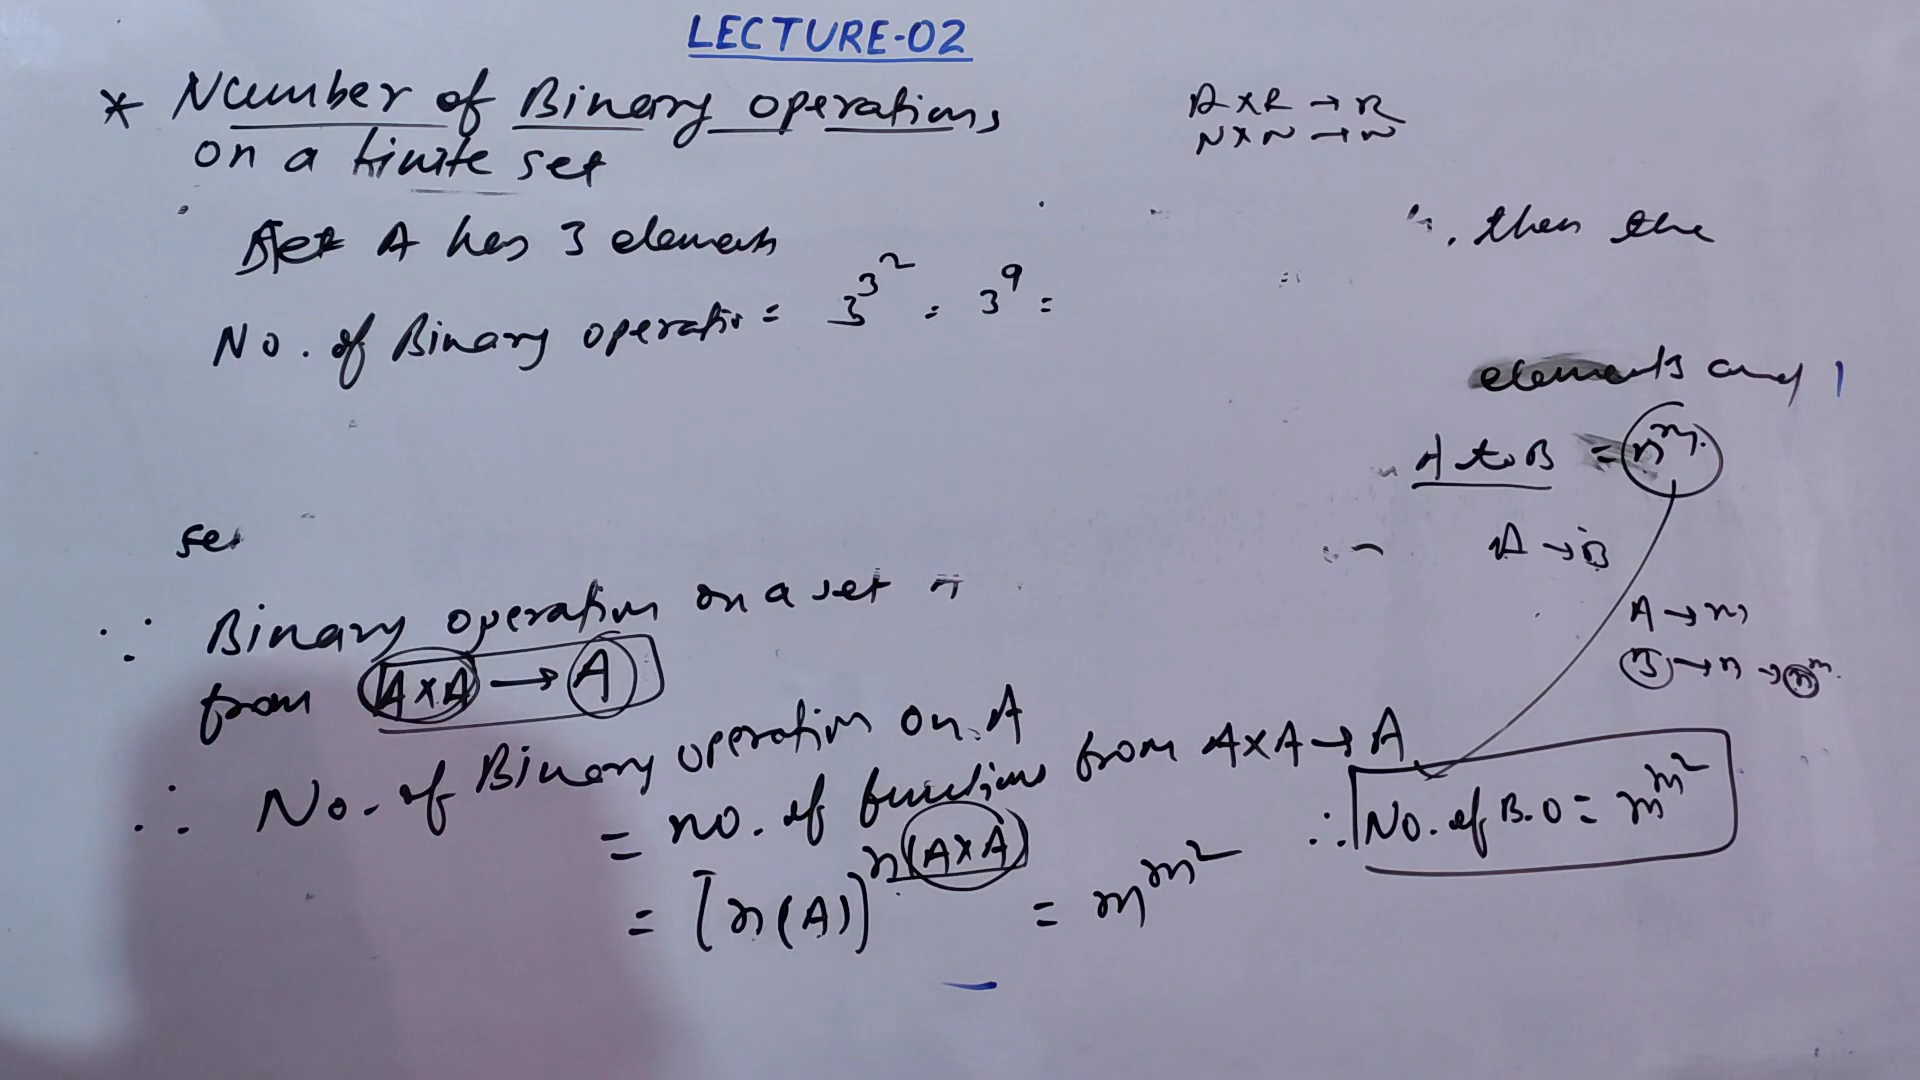 LECTURE-02
* Number of Binary operations
on a finite set
R×R → R
N×N → N
Set A has 3 elements
, then the
No. of Binary operatio = 3^3^2 = 3^9 =
elements and
A to B = n^m.
A → B
Set
∵ Binary operation on a set
from A×A → A
A → m
B → n → n^m.
∴ No. of Binary operation on A
= no. of functions from A×A → A
= [n(A)]^n(A×A) = m^m^2
∴ No. of B.O = m^m^2